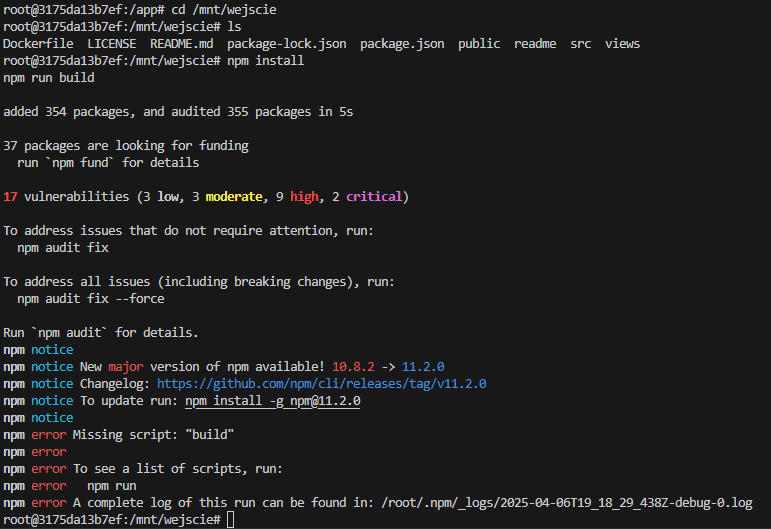 root@3175da13b7ef:/app# cd /mnt/wejscie
root@3175da13b7ef:/mnt/wejscie# ls
Dockerfile  LICENSE  README.md  package-lock.json  package.json  public  readme  src  views
root@3175da13b7ef:/mnt/wejscie# npm install
npm run build

added 354 packages, and audited 355 packages in 5s

37 packages are looking for funding
  run `npm fund` for details

17 vulnerabilities (3 low, 3 moderate, 9 high, 2 critical)

To address issues that do not require attention, run:
  npm audit fix

To address all issues (including breaking changes), run:
  npm audit fix --force

Run `npm audit` for details.
npm notice
npm notice New major version of npm available! 10.8.2 -> 11.2.0
npm notice Changelog: https://github.com/npm/cli/releases/tag/v11.2.0
npm notice To update run: npm install -g npm@11.2.0
npm notice
npm error Missing script: "build"
npm error
npm error To see a list of scripts, run:
npm error   npm run
npm error A complete log of this run can be found in: /root/.npm/_logs/2025-04-06T19_18_29_438Z-debug-0.log
root@3175da13b7ef:/mnt/wejscie#